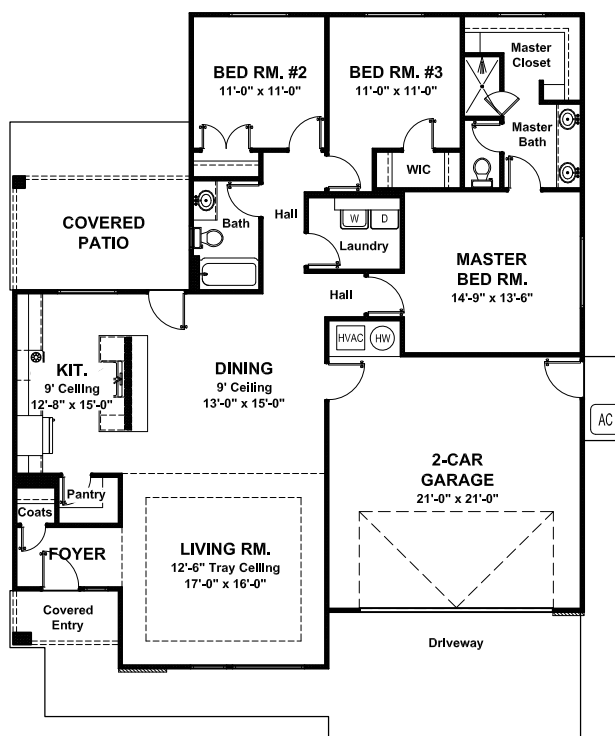 BED RM. #2
11'-0" x 11'-0"
BED RM. #3
11'-0" x 11'-0"
Master
Closet
Master
Bath
WIC
COVERED
PATIO
Bath
Hall
W
D
Laundry
MASTER
BED RM.
14'-9" x 13'-6"
Hall
HVAC
HW
KIT.
9' Ceiling
12'-8" x 15'-0"
DINING
9' Ceiling
13'-0" x 15'-0"
AC
2-CAR
GARAGE
21'-0" x 21'-0"
Pantry
Coats
FOYER
LIVING RM.
12'-6" Tray Ceiling
17'-0" x 16'-0"
Covered
Entry
Driveway